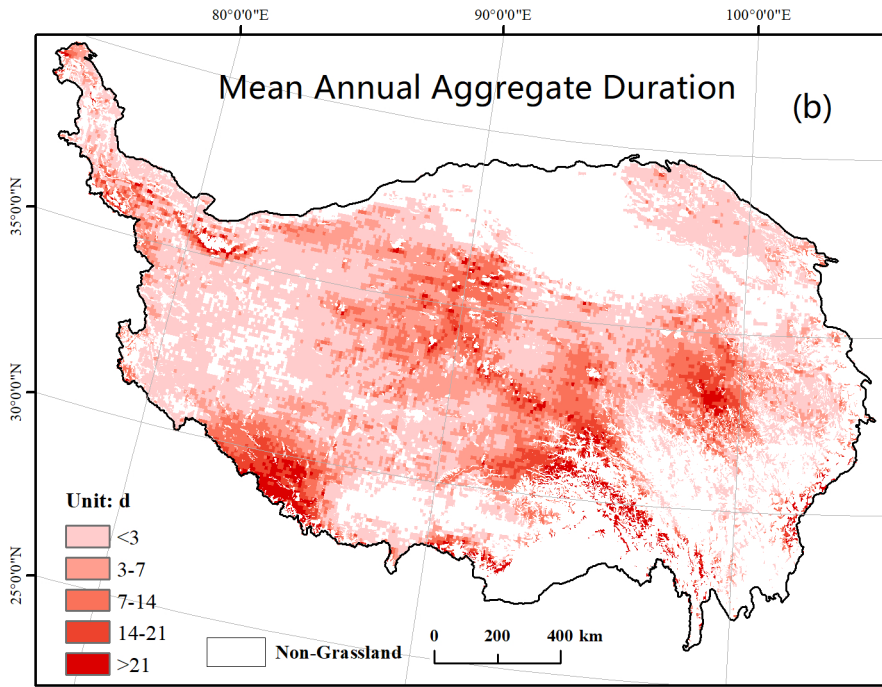 80°0'0"E 90°0'0"E 100°0'0"E
Mean Annual Aggregate Duration
(b)
35°0'0"N
30°0'0"N
25°0'0"N
Unit: d
<3
3-7
7-14
14-21
>21
Non-Grassland
0 200 400 km